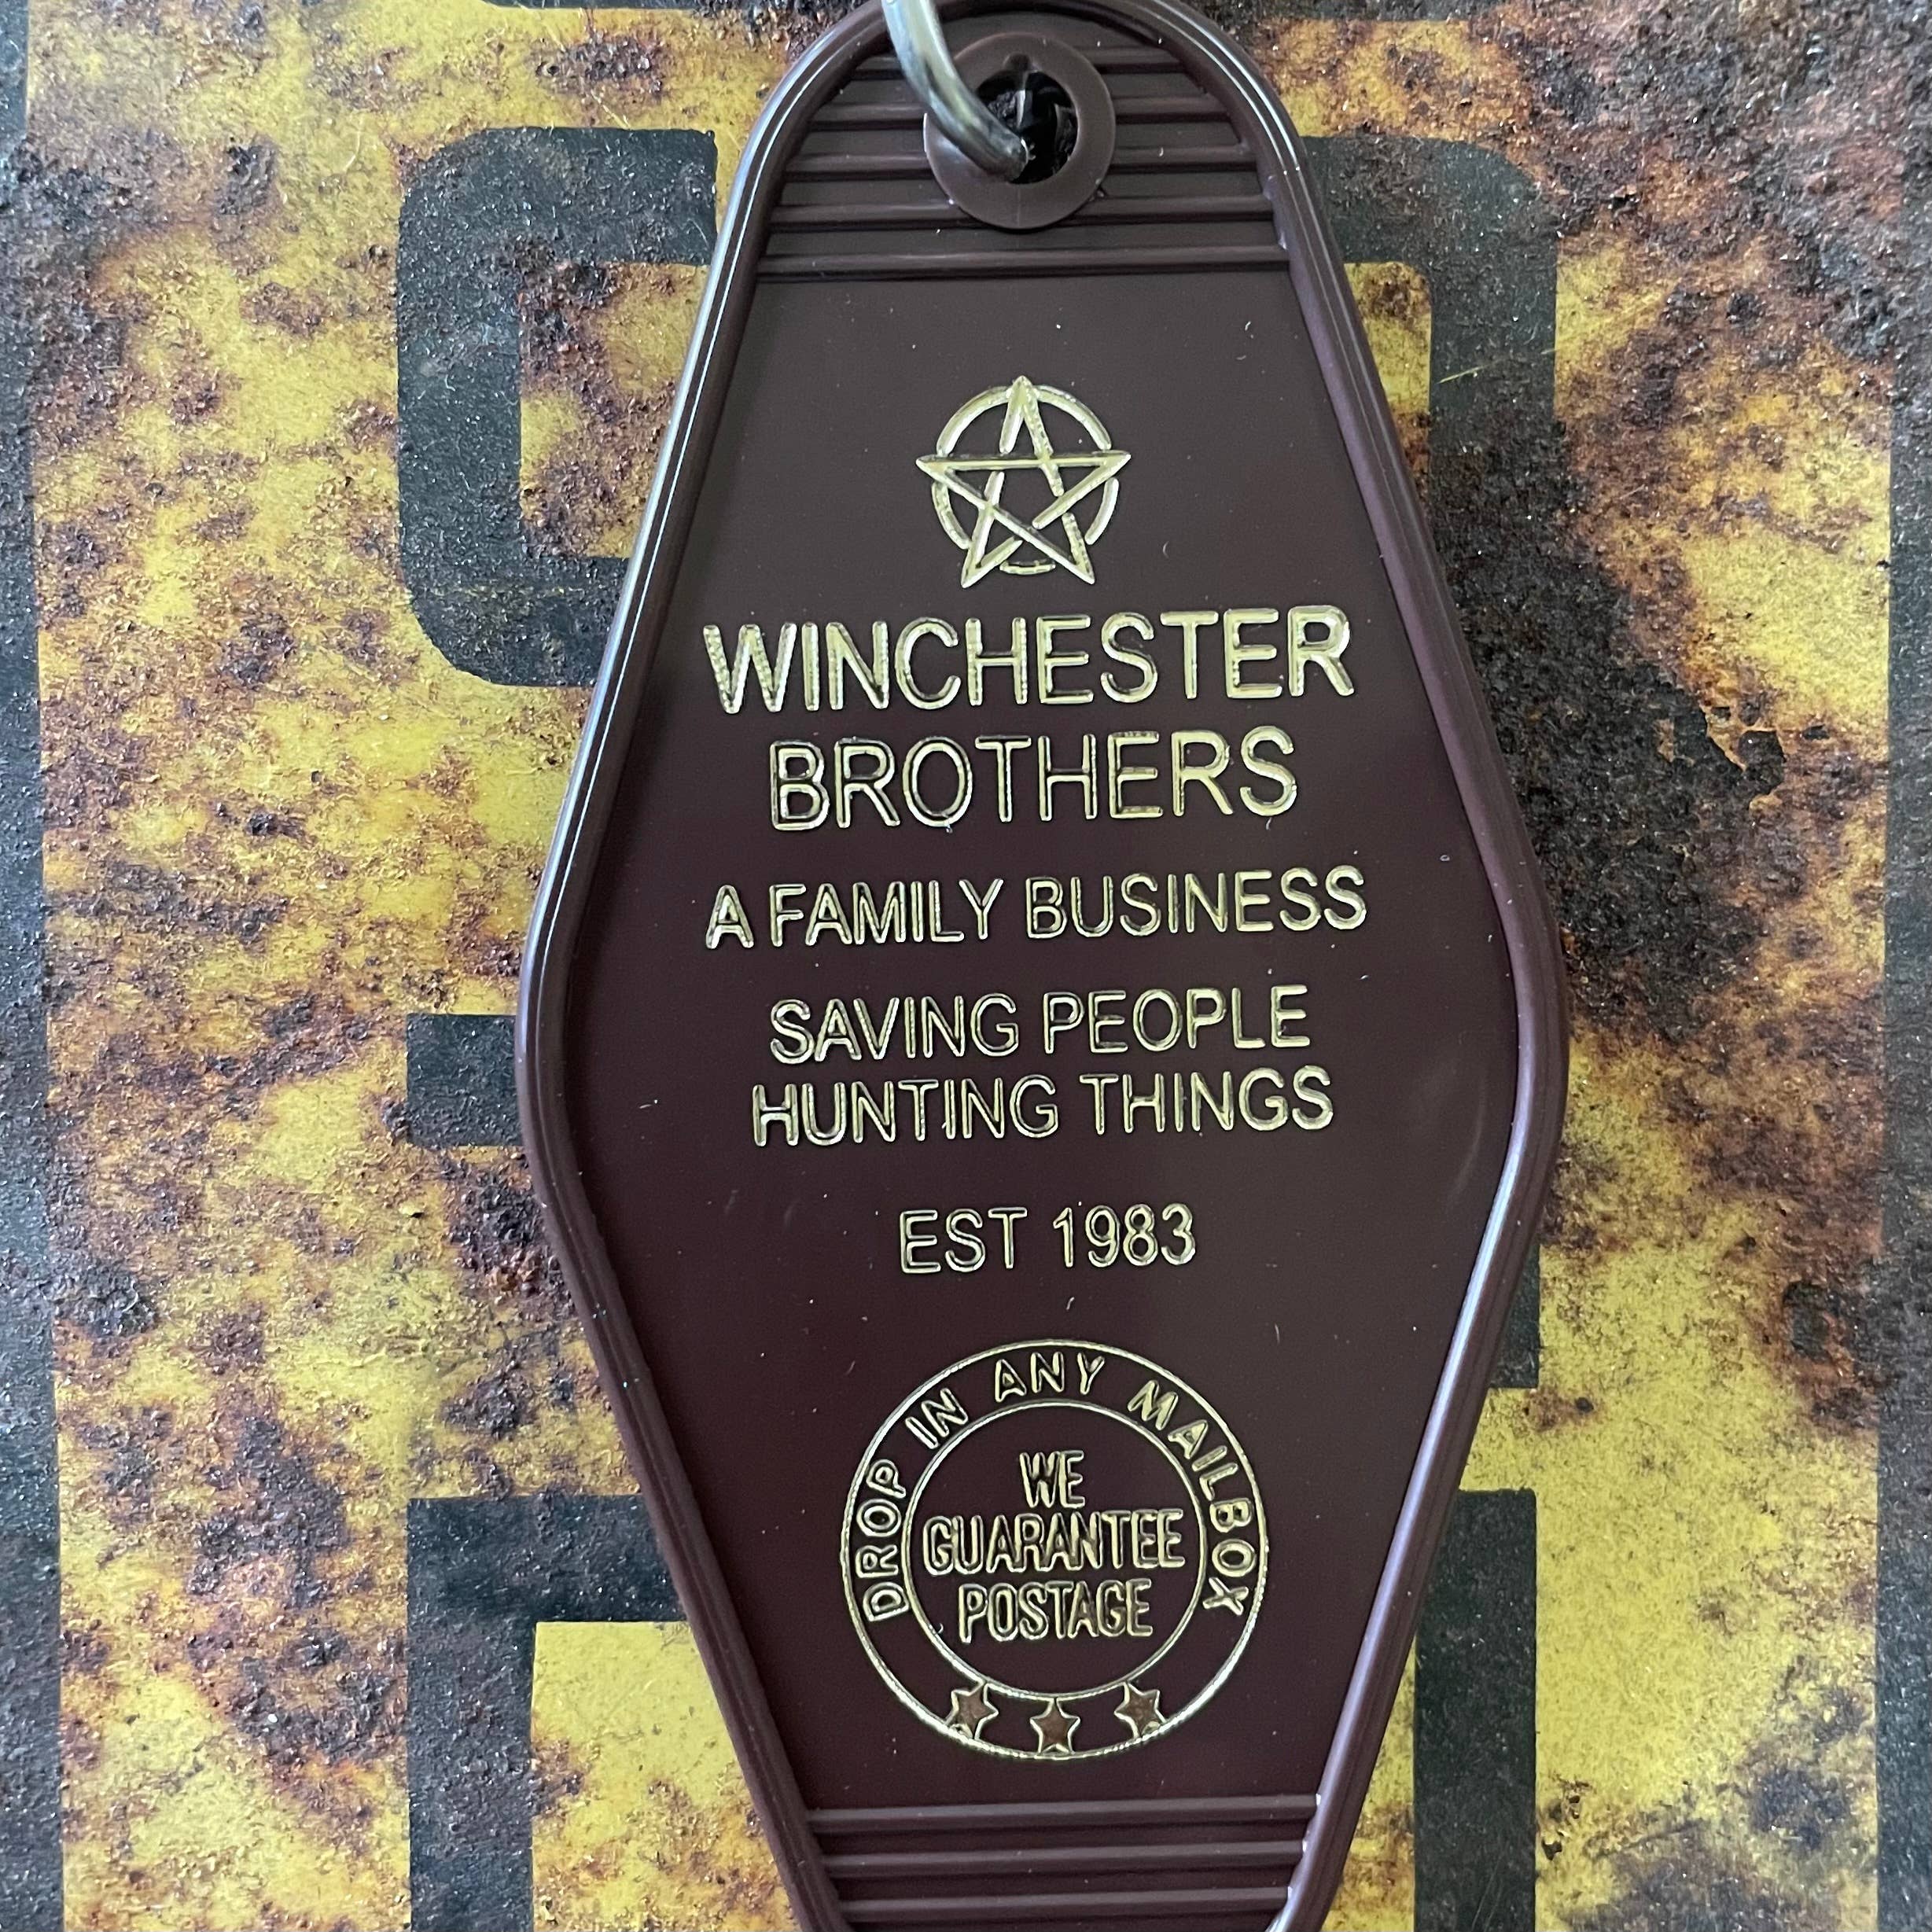 WINCHESTER
BROTHERS
A FAMILY BUSINESS
SAVING PEOPLE
HUNTING THINGS
EST 1983
DROP IN ANY MAILBOX
WE
GUARANTEE
POSTAGE